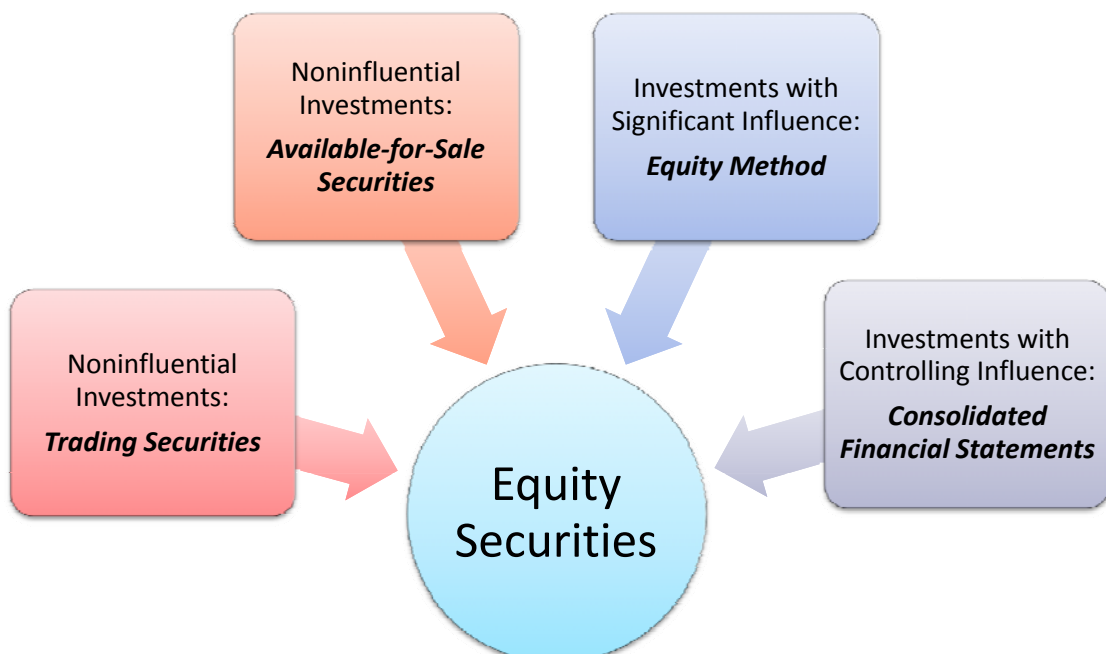 Noninfluential
Investments:
Available-for-Sale
Securities
Investments with
Significant Influence:
Equity Method
Noninfluential
Investments:
Trading Securities
Investments with
Controlling Influence:
Consolidated
Financial Statements
Equity
Securities